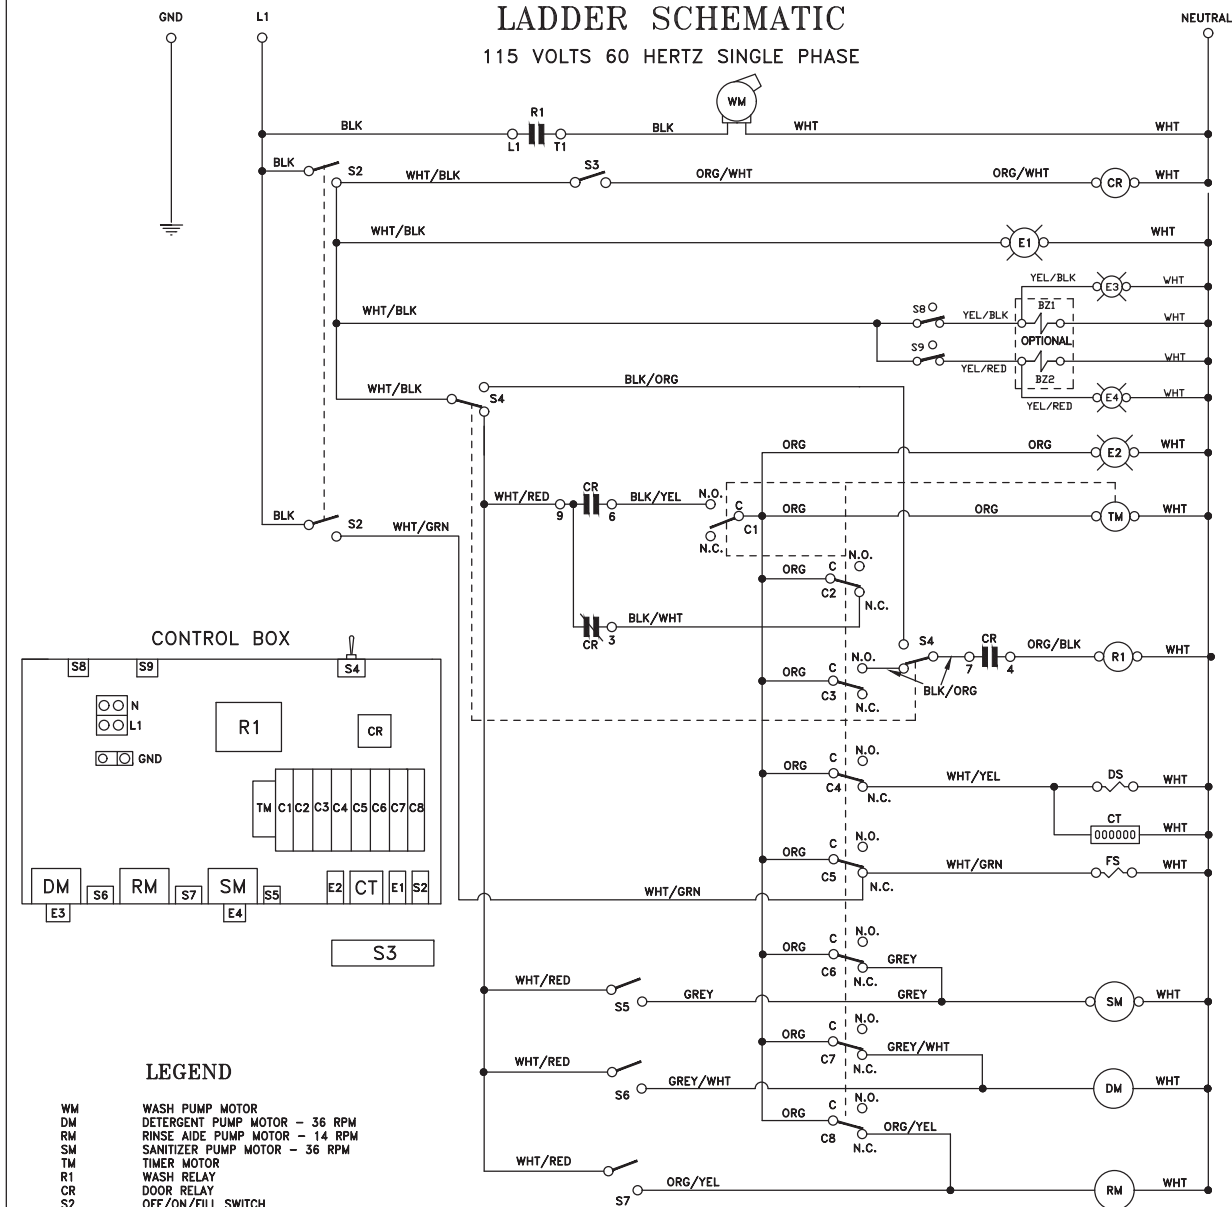 LADDER SCHEMATIC
115 VOLTS 60 HERTZ SINGLE PHASE
GND
L1
NEUTRAL
WM
R1
BLK
L1
T1
BLK
WHT
WHT
BLK
S2
WHT/BLK
S3
ORG/WHT
ORG/WHT
CR
WHT
WHT/BLK
E1
WHT
YEL/BLK
E3
WHT
WHT/BLK
S8
YEL/BLK
BZ1
WHT
OPTIONAL
S9
YEL/RED
BZ2
WHT
YEL/RED
E4
WHT
WHT/BLK
S4
BLK/ORG
ORG
ORG
E2
WHT
WHT/RED
9
CR
6
BLK/YEL
N.O.
C
C1
N.C.
ORG
ORG
TM
WHT
BLK
S2
WHT/GRN
ORG
C
C2
N.O.
N.C.
CR
3
BLK/WHT
S4
7
CR
4
ORG/BLK
R1
WHT
ORG
C
C3
N.O.
N.C.
BLK/ORG
ORG
C
C4
N.O.
N.C.
WHT/YEL
DS
WHT
CT
000000
WHT
ORG
C
C5
N.O.
N.C.
WHT/GRN
FS
WHT
WHT/GRN
ORG
C
C6
N.O.
N.C.
GREY
WHT/RED
S5
GREY
GREY
SM
WHT
ORG
C
C7
N.O.
N.C.
GREY/WHT
WHT/RED
S6
GREY/WHT
DM
WHT
ORG
C
C8
N.O.
N.C.
ORG/YEL
WHT/RED
S7
ORG/YEL
RM
WHT
CONTROL BOX
S8
S9
S4
N
L1
GND
R1
CR
TM C1 C2 C3 C4 C5 C6 C7 C8
DM
S6
RM
S7
SM
S5
E2
CT
E1
S2
E3
E4
S3
LEGEND
WM WASH PUMP MOTOR
DM DETERGENT PUMP MOTOR - 36 RPM
RM RINSE AIDE PUMP MOTOR - 14 RPM
SM SANITIZER PUMP MOTOR - 36 RPM
TM TIMER MOTOR
R1 WASH RELAY
CR DOOR RELAY
S2 OFF/ON/FILL SWITCH